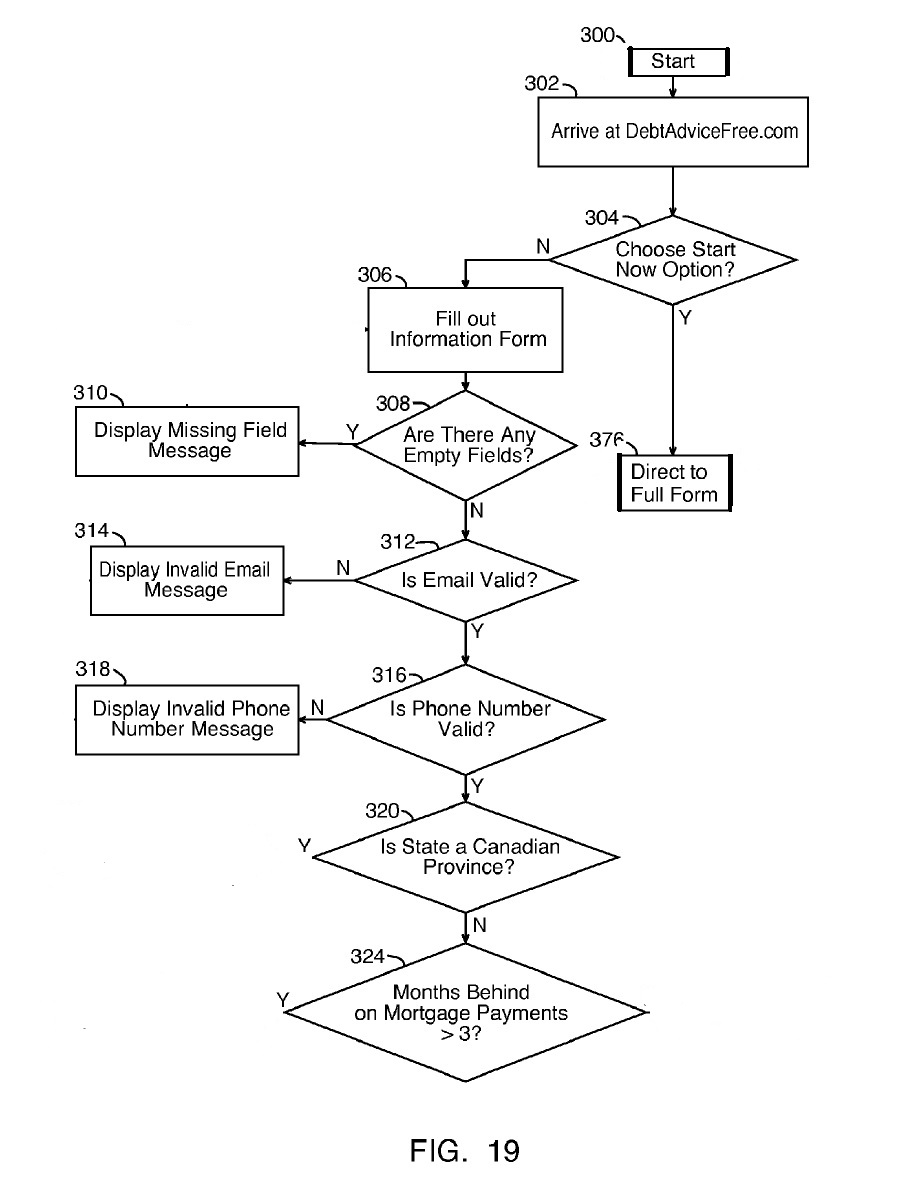 300
Start
302
Arrive at DebtAdviceFree.com
304
Choose Start
Now Option?
N
Y
306
Fill out
Information Form
308
Are There Any
Empty Fields?
Y
N
310
Display Missing Field
Message
376
Direct to
Full Form
312
Is Email Valid?
N
Y
314
Display Invalid Email
Message
316
Is Phone Number
Valid?
N
Y
318
Display Invalid Phone
Number Message
320
Is State a Canadian
Province?
Y
N
324
Months Behind
on Mortgage Payments
> 3?
Y
FIG. 19